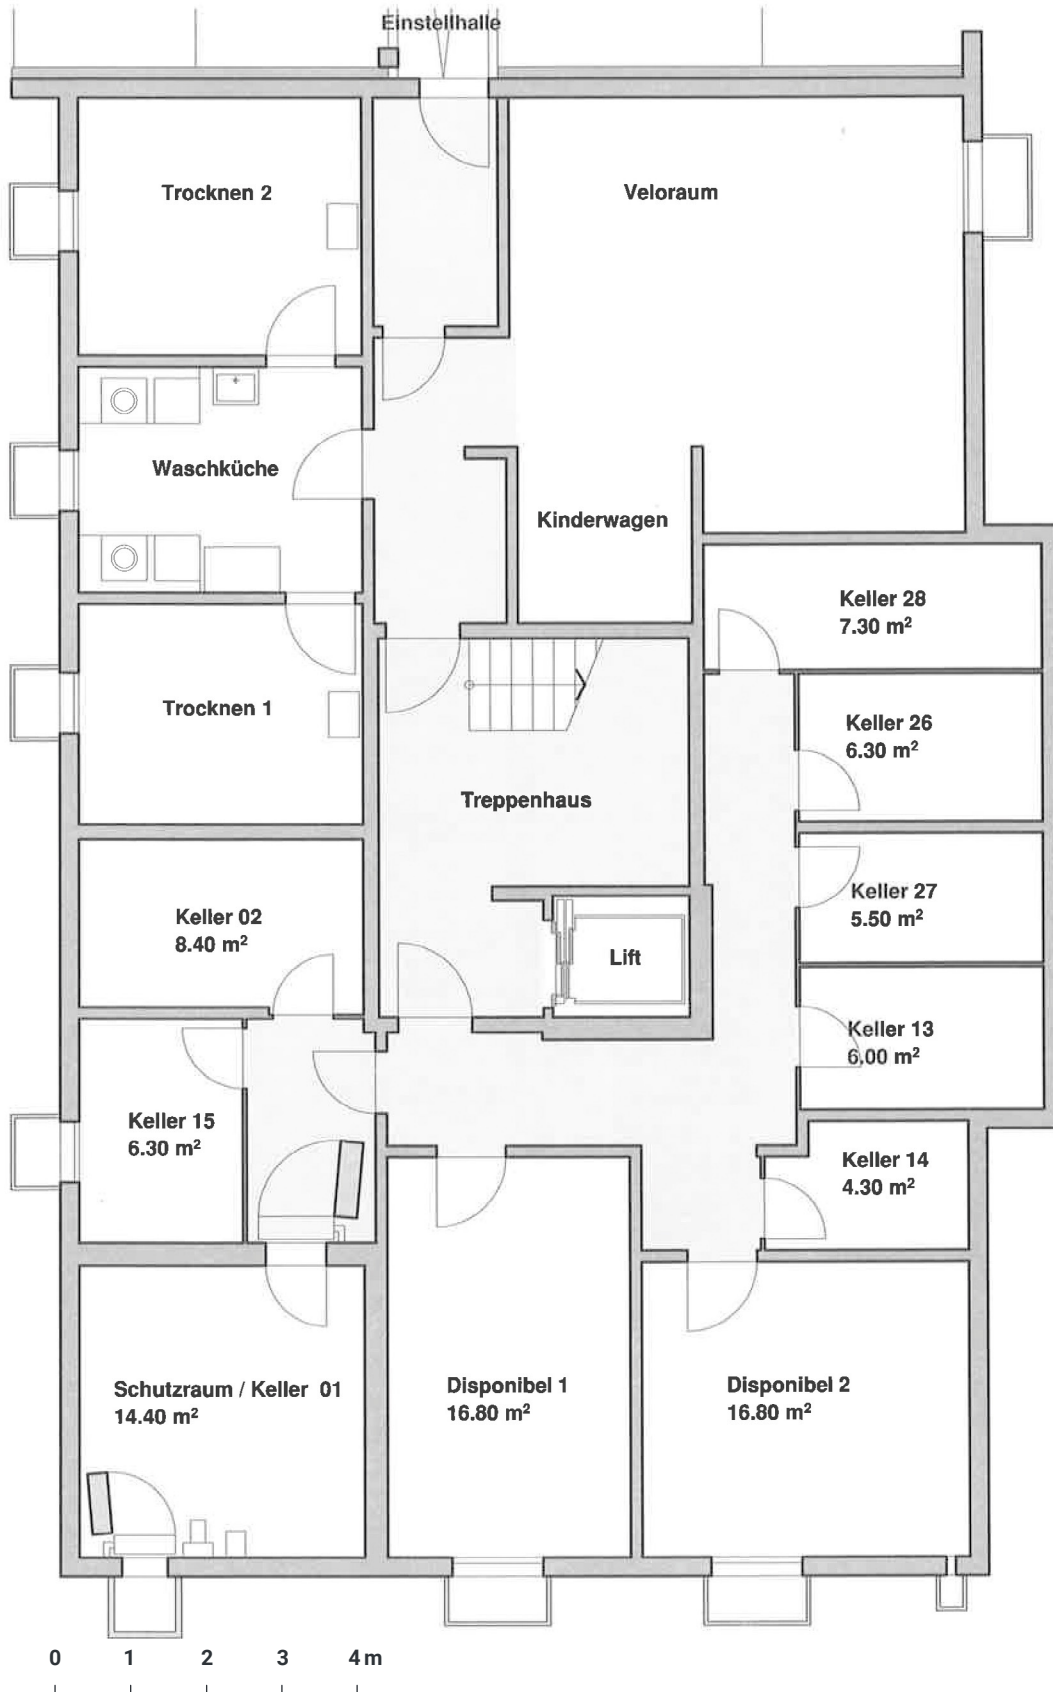 Einstellhalle
Trocknen 2
Veloraum
Waschküche
Kinderwagen
Keller 28
7.30 m²
Trocknen 1
Keller 26
6.30 m²
Treppenhaus
Keller 27
5.50 m²
Keller 02
8.40 m²
Lift
Keller 13
6.00 m²
Keller 15
6.30 m²
Keller 14
4.30 m²
Schutzraum / Keller 01
14.40 m²
Disponibel 1
16.80 m²
Disponibel 2
16.80 m²
0 1 2 3 4 m